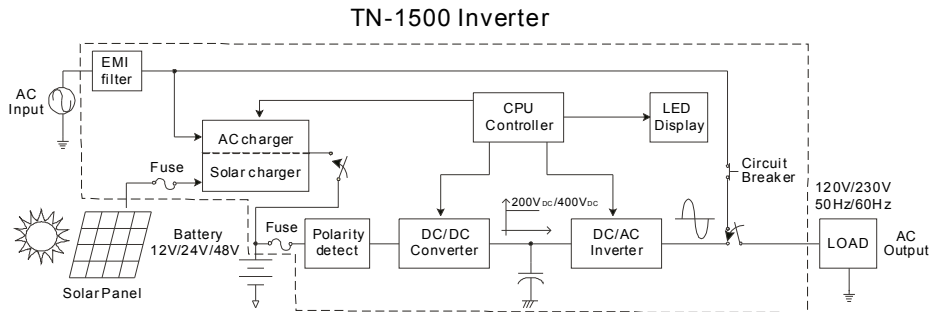 TN-1500 Inverter
EMI
filter
AC
Input
AC charger
Solar charger
CPU
Controller
LED
Display
Fuse
Circuit
Breaker
Battery
12V/24V/48V
Fuse
Polarity
detect
DC/DC
Converter
200VDC/400VDC
DC/AC
Inverter
120V/230V
50Hz/60Hz
LOAD
AC
Output
Solar Panel